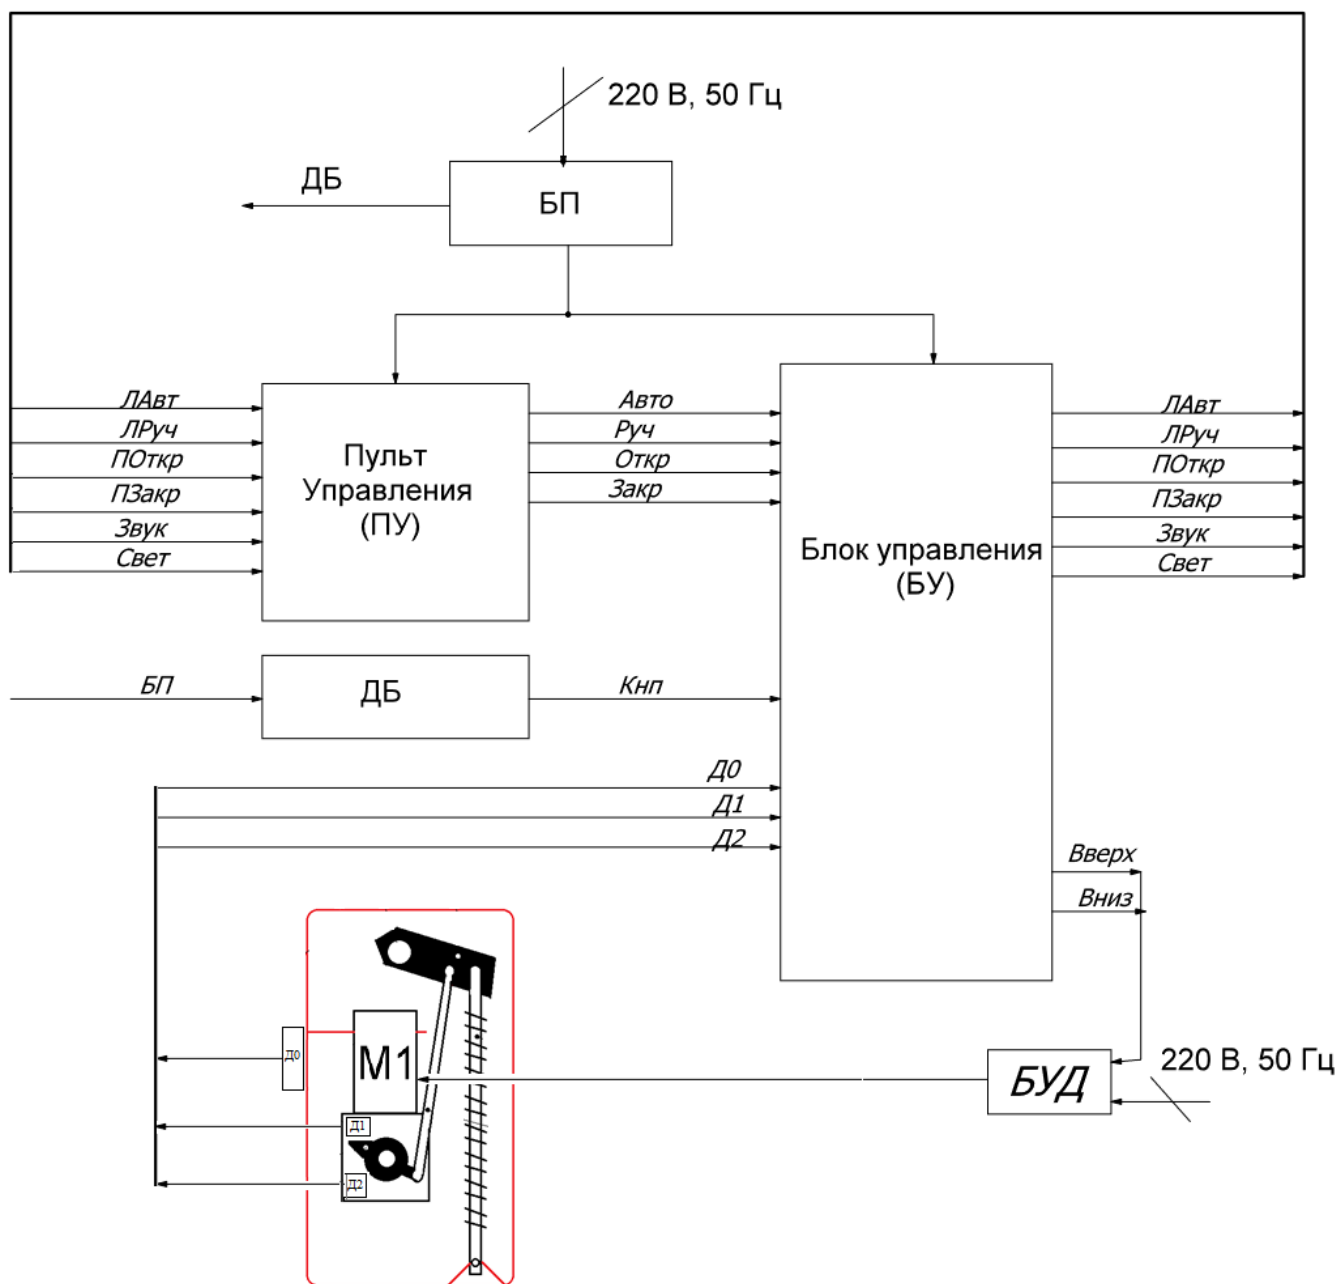 220 В, 50 Гц
ДБ
БП
ЛАвт
ЛРуч
ПОткр
ПЗакр
Звук
Свет
Пульт
Управления
(ПУ)
Авто
Руч
Откр
Закр
Блок управления
(БУ)
ЛАвт
ЛРуч
ПОткр
ПЗакр
Звук
Свет
БП
ДБ
Кнп
Д0
Д1
Д2
Вверх
Вниз
Д0
М1
Д1
Д2
БУД
220 В, 50 Гц